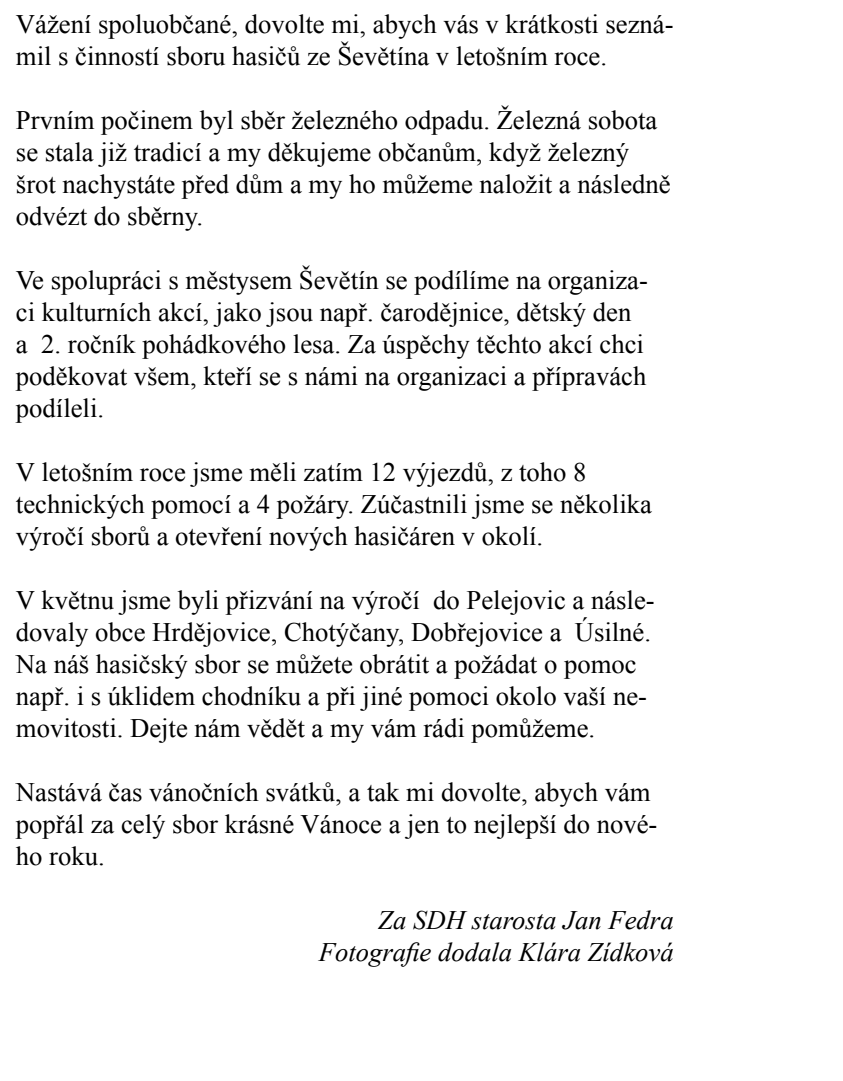 Vážení spoluobčané, dovolte mi, abych vás v krátkosti sezná-
mil s činností sboru hasičů ze Ševětína v letošním roce.
Prvním počinem byl sběr železného odpadu. Železná sobota
se stala již tradicí a my děkujeme občanům, když železný
šrot nachystáte před dům a my ho můžeme naložit a následně
odvézt do sběrny.
Ve spolupráci s městysem Ševětín se podílíme na organiza-
ci kulturních akcí, jako jsou např. čarodějnice, dětský den
a  2. ročník pohádkového lesa. Za úspěchy těchto akcí chci
poděkovat všem, kteří se s námi na organizaci a přípravách
podíleli.
V letošním roce jsme měli zatím 12 výjezdů, z toho 8
technických pomocí a 4 požáry. Zúčastnili jsme se několika
výročí sborů a otevření nových hasičáren v okolí.
V květnu jsme byli přizvání na výročí  do Pelejovic a násle-
dovaly obce Hrdějovice, Chotýčany, Dobřejovice a  Úsilné.
Na náš hasičský sbor se můžete obrátit a požádat o pomoc
např. i s úklidem chodníku a při jiné pomoci okolo vaší ne-
movitosti. Dejte nám vědět a my vám rádi pomůžeme.
Nastává čas vánočních svátků, a tak mi dovolte, abych vám
popřál za celý sbor krásné Vánoce a jen to nejlepší do nové-
ho roku.
Za SDH starosta Jan Fedra
Fotografie dodala Klára Zídková